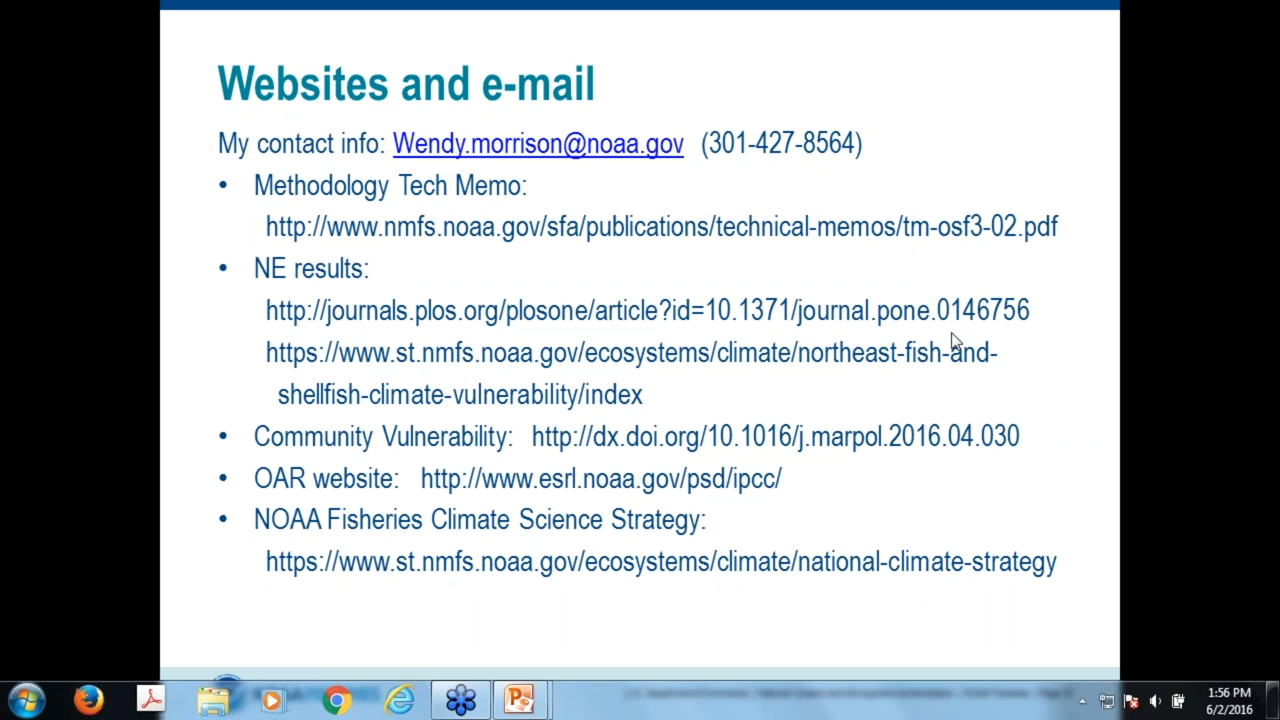 Websites and e-mail
My contact info: Wendy.morrison@noaa.gov (301-427-8564)
• Methodology Tech Memo:
http://www.nmfs.noaa.gov/sfa/publications/technical-memos/tm-osf3-02.pdf
• NE results:
http://journals.plos.org/plosone/article?id=10.1371/journal.pone.0146756
https://www.st.nmfs.noaa.gov/ecosystems/climate/northeast-fish-and-
shellfish-climate-vulnerability/index
• Community Vulnerability: http://dx.doi.org/10.1016/j.marpol.2016.04.030
• OAR website: http://www.esrl.noaa.gov/psd/ipcc/
• NOAA Fisheries Climate Science Strategy:
https://www.st.nmfs.noaa.gov/ecosystems/climate/national-climate-strategy
1:56 PM
6/2/2016